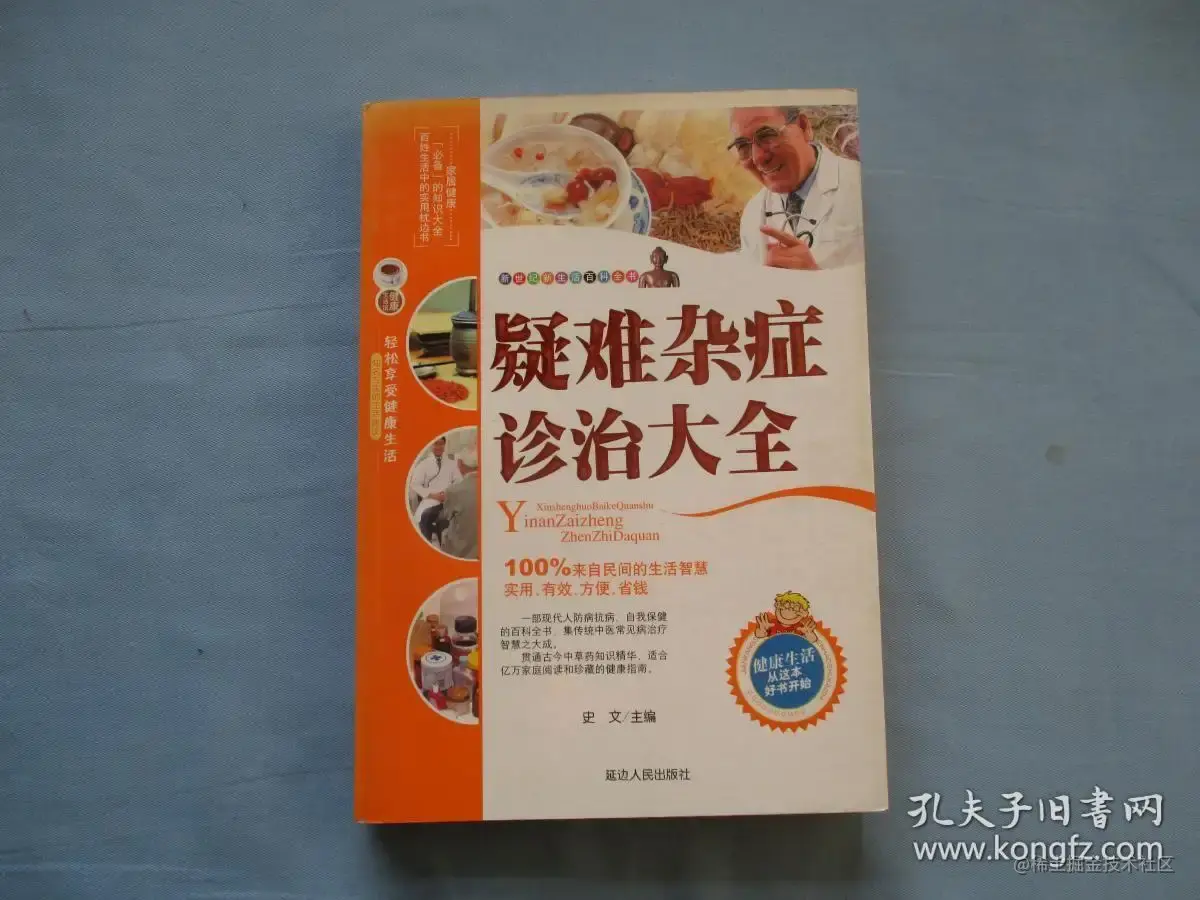 家居健康
「必备」的知识大全
百姓生活中的实用枕边书
健康
轻松享受健康生活
新世纪新生活百科全书
疑难杂症
诊治大全
XinshenghuoBaikeQuanshu
YinanZaizheng
ZhenZhiDaquan
100%来自民间的生活智慧
实用．有效．方便．省钱
一部现代人防病抗病、自我保健
的百科全书，集传统中医常见病治疗
智慧之大成。
贯通古今中草药知识精华、适合
亿万家庭阅读和珍藏的健康指南。
健康生活
从这本
好书开始
史 文/主编
延边人民出版社
孔夫子旧书网
www.kongfz.com
@稀土掘金技术社区